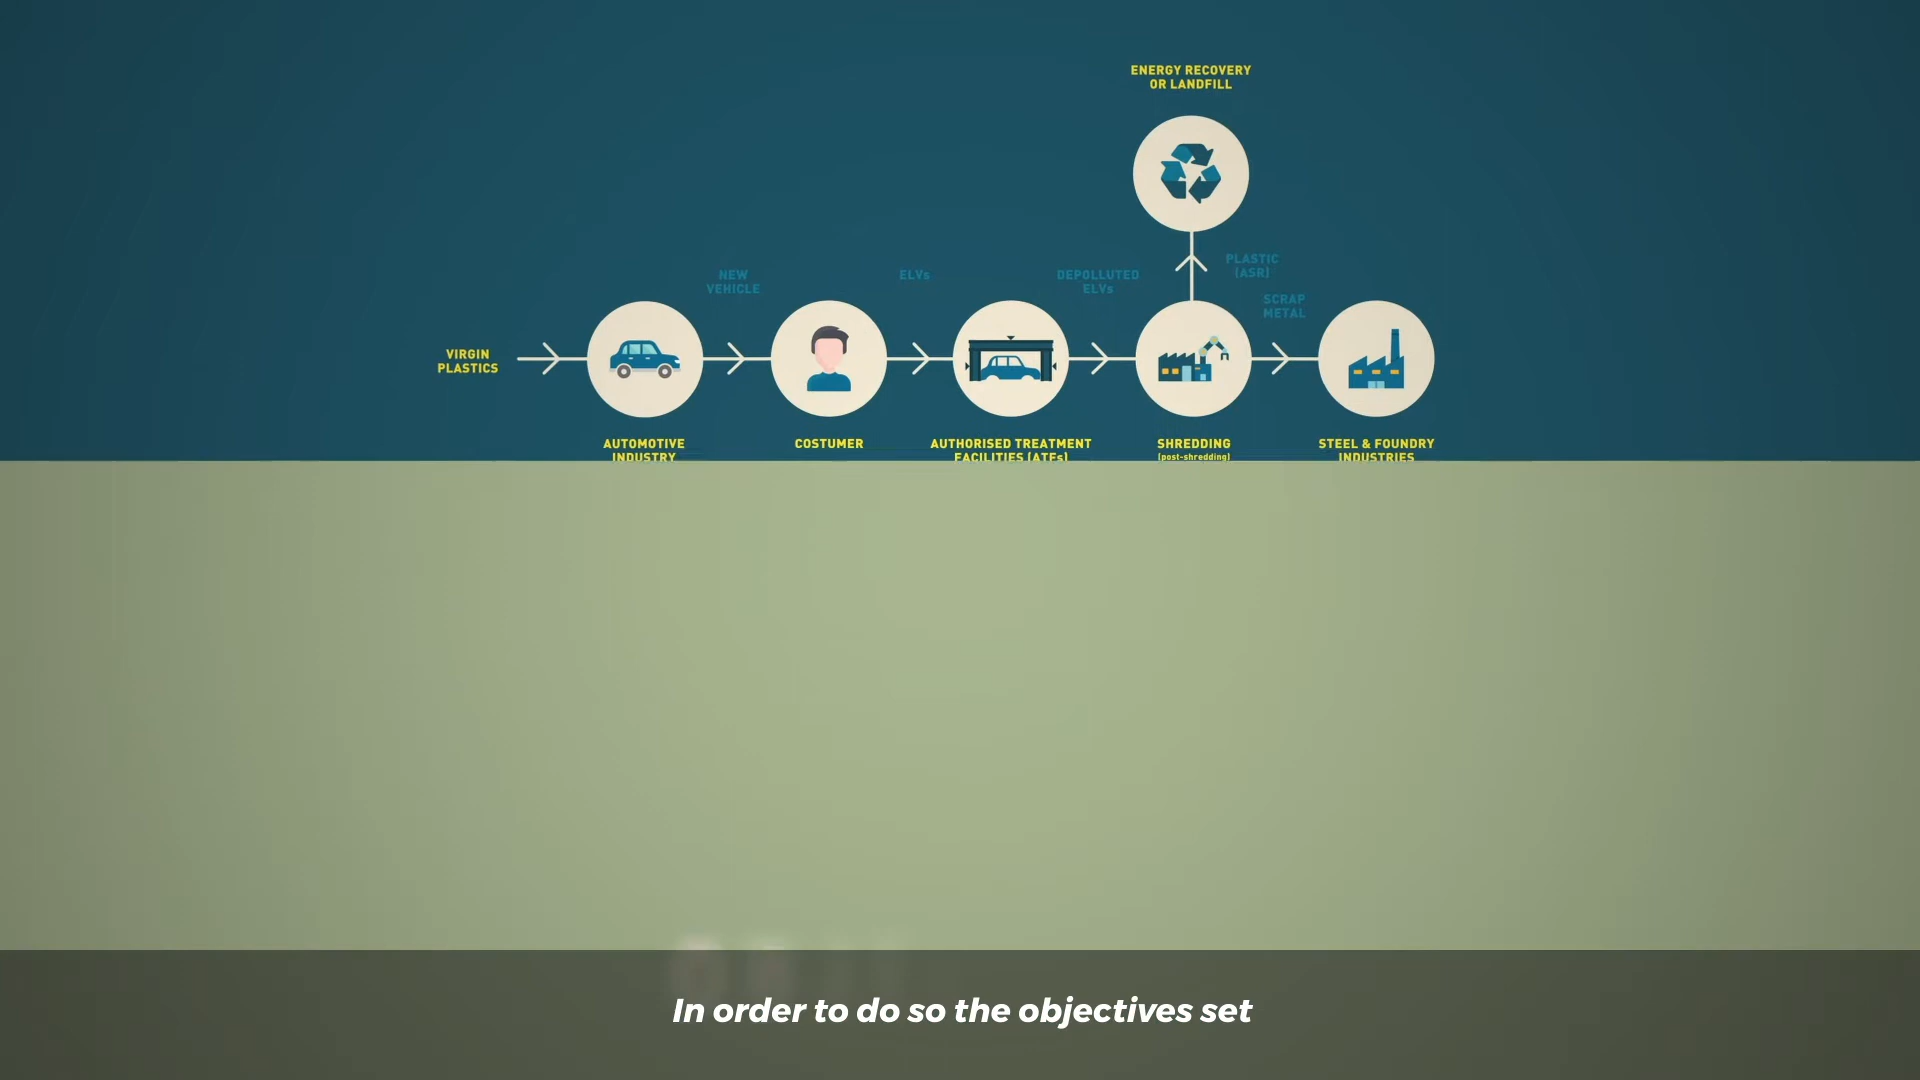 ENERGY RECOVERY
OR LANDFILL
PLASTIC
(ASR)
NEW
VEHICLE
ELVs
DEPOLLUTED
ELVs
SCRAP
METAL
VIRGIN
PLASTICS
AUTOMOTIVE
INDUSTRY
COSTUMER
AUTHORISED TREATMENT
FACILITIES (ATFs)
SHREDDING
(post-shredding)
STEEL & FOUNDRY
INDUSTRIES
In order to do so the objectives set